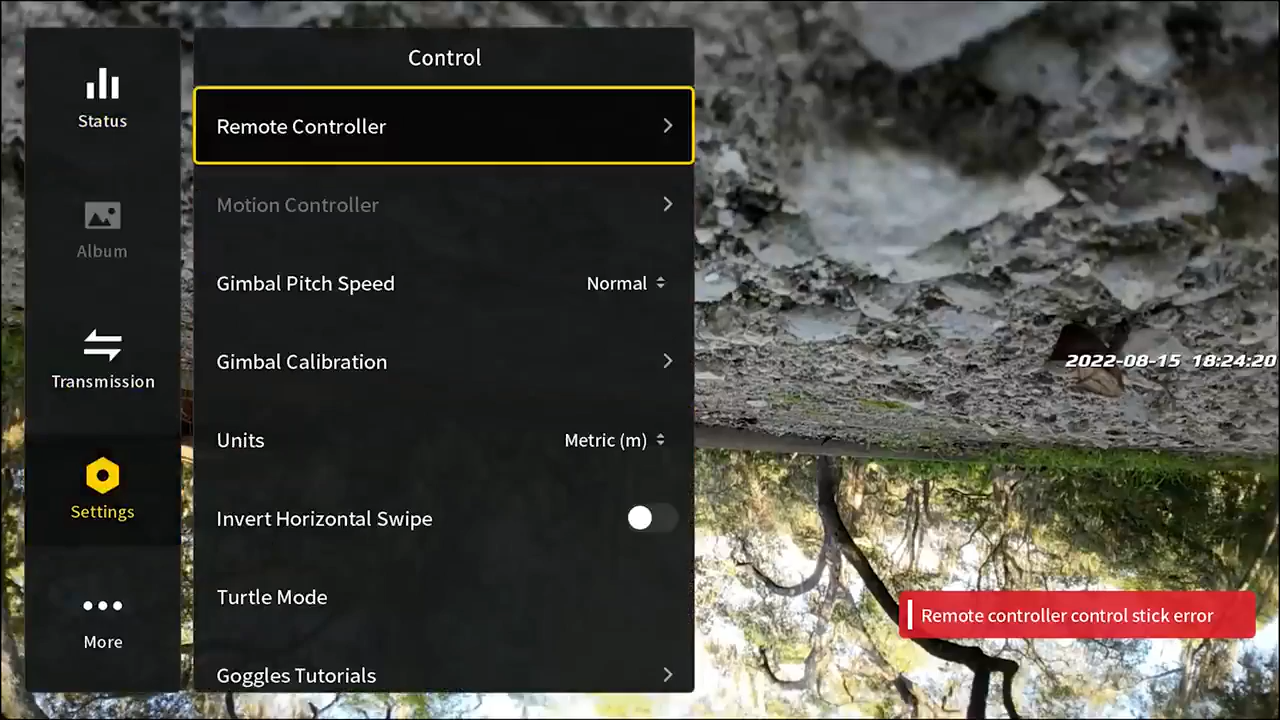 Status
Album
Transmission
Settings
More
Control
Remote Controller
Motion Controller
Gimbal Pitch Speed Normal
Gimbal Calibration
Units Metric (m)
Invert Horizontal Swipe
Turtle Mode
Goggles Tutorials
2022-08-15 18:24:20
Remote controller control stick error